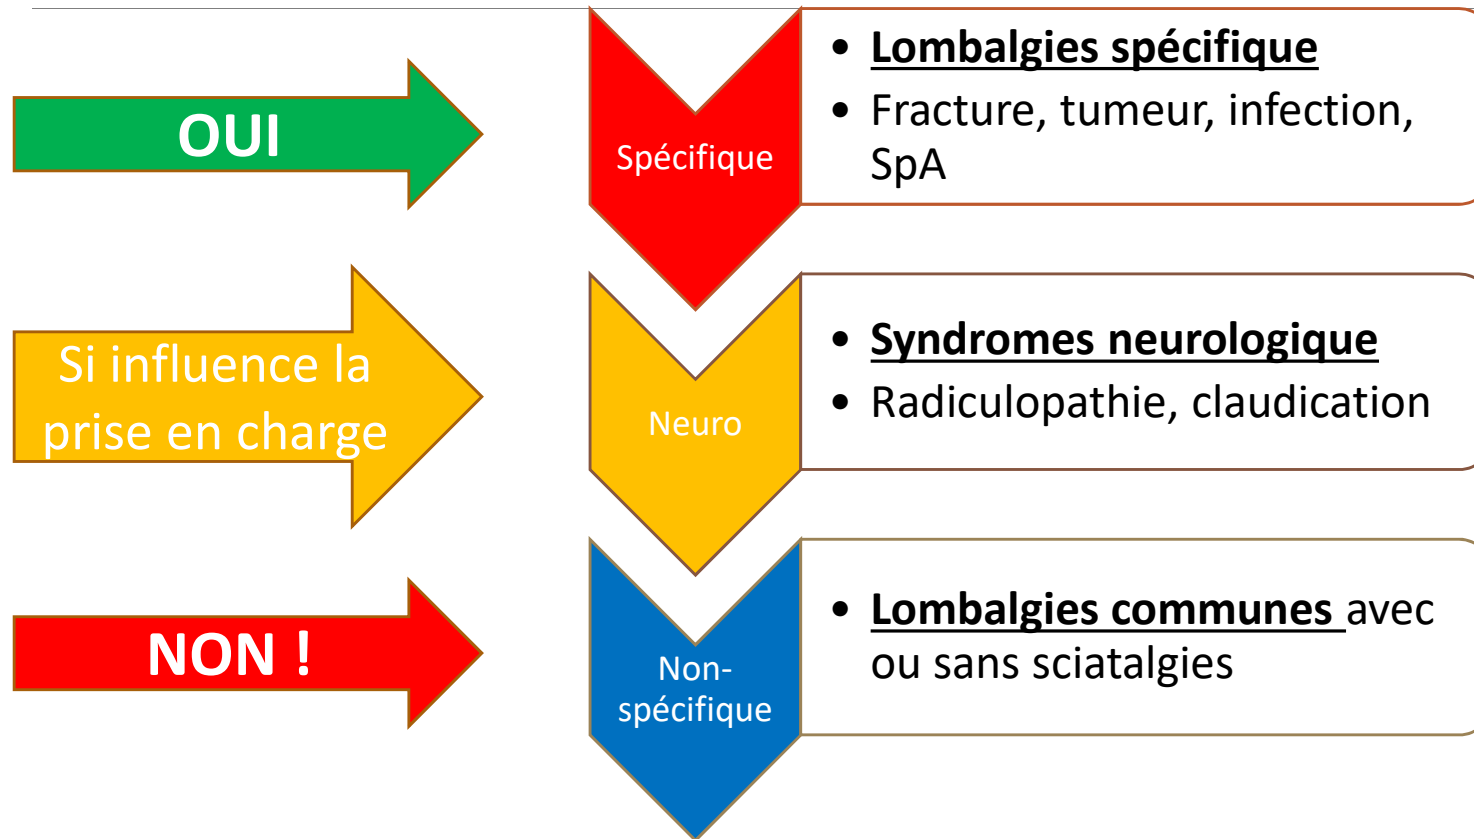 OUI
Spécifique
• Lombalgies spécifique
• Fracture, tumeur, infection,
SpA
Si influence la
prise en charge
Neuro
• Syndromes neurologique
• Radiculopathie, claudication
NON !
Non-
spécifique
• Lombalgies communes avec
ou sans sciatalgies